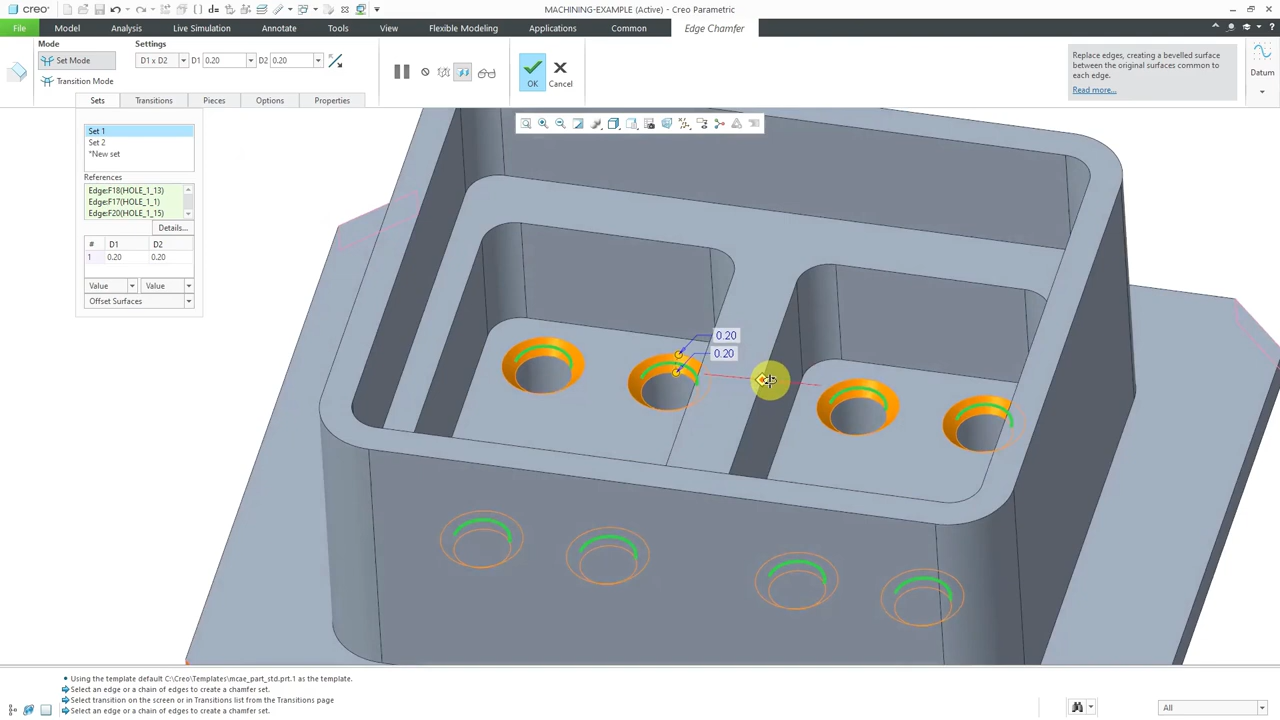 creo
d=
MACHINING-EXAMPLE (Active) - Creo Parametric
File
Model
Analysis
Live Simulation
Annotate
Tools
View
Flexible Modeling
Applications
Common
Edge Chamfer
Mode
Settings
Set Mode
D1 x D2
D1
0.20
D2
0.20
Transition Mode
OK
Cancel
Replace edges, creating a bevelled surface
between the original surfaces common to
each edge.
Read more...
Datum
Sets
Transitions
Pieces
Options
Properties
Set 1
Set 2
*New set
References
Edge:F18(HOLE_1_13)
Edge:F17(HOLE_1_1)
Edge:F20(HOLE_1_15)
Details...
# D1 D2
1 0.20 0.20
Value
Value
Offset Surfaces
0.20
0.20
Using the template default C:\Creo\Templates\mcae_part_std.prt.1 as the template.
Select an edge or a chain of edges to create a chamfer set.
Select transition on the screen or in Transitions list from the Transitions page
Select an edge or a chain of edges to create a chamfer set.
All